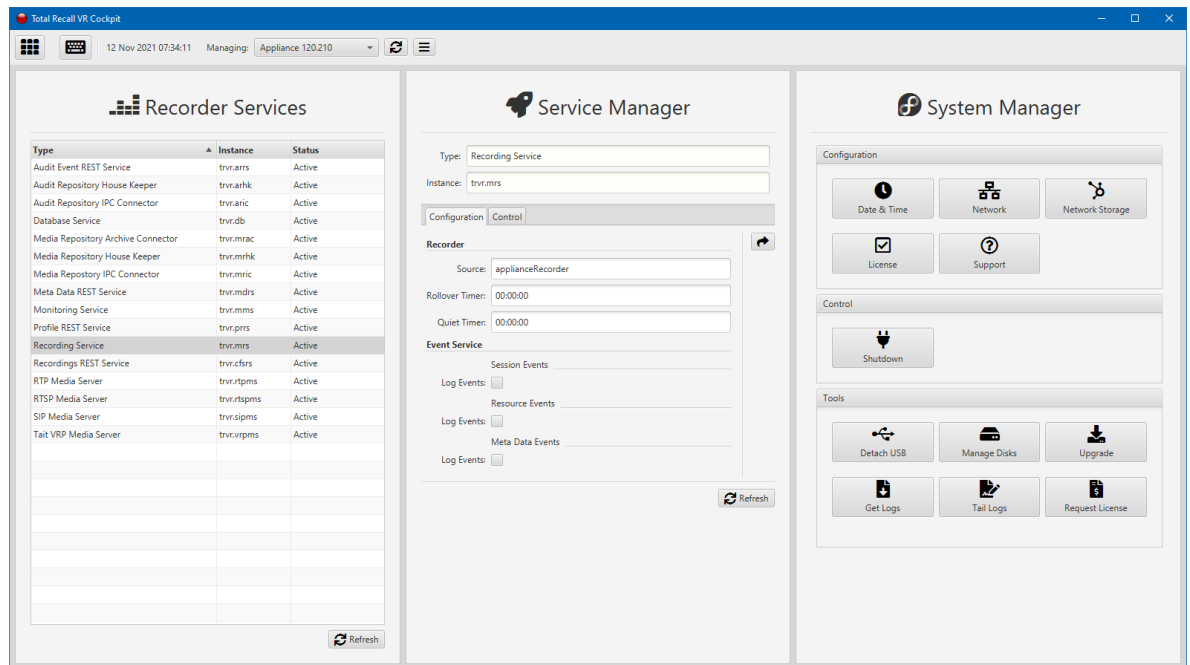 Total Recall VR Cockpit
12 Nov 2021 07:34:11 Managing: Appliance 120.210
Recorder Services
Type Instance Status
Audit Event REST Service trvr.arrs Active
Audit Repository House Keeper trvr.arhk Active
Audit Repository IPC Connector trvr.aric Active
Database Service trvr.db Active
Media Repository Archive Connector trvr.mrac Active
Media Repository House Keeper trvr.mrhk Active
Media Repostory IPC Connector trvr.mric Active
Meta Data REST Service trvr.mdrs Active
Monitoring Service trvr.mms Active
Profile REST Service trvr.prrs Active
Recording Service trvr.mrs Active
Recordings REST Service trvr.cfsrs Active
RTP Media Server trvr.rtpms Active
RTSP Media Server trvr.rtspms Active
SIP Media Server trvr.sipms Active
Tait VRP Media Server trvr.vrpms Active
Refresh
Service Manager
Type: Recording Service
Instance: trvr.mrs
Configuration Control
Recorder
Source: applianceRecorder
Rollover Timer: 00:00:00
Quiet Timer: 00:00:00
Event Service
Session Events
Log Events:
Resource Events
Log Events:
Meta Data Events
Log Events:
Refresh
System Manager
Configuration
Date & Time Network Network Storage
License Support
Control
Shutdown
Tools
Detach USB Manage Disks Upgrade
Get Logs Tail Logs Request License